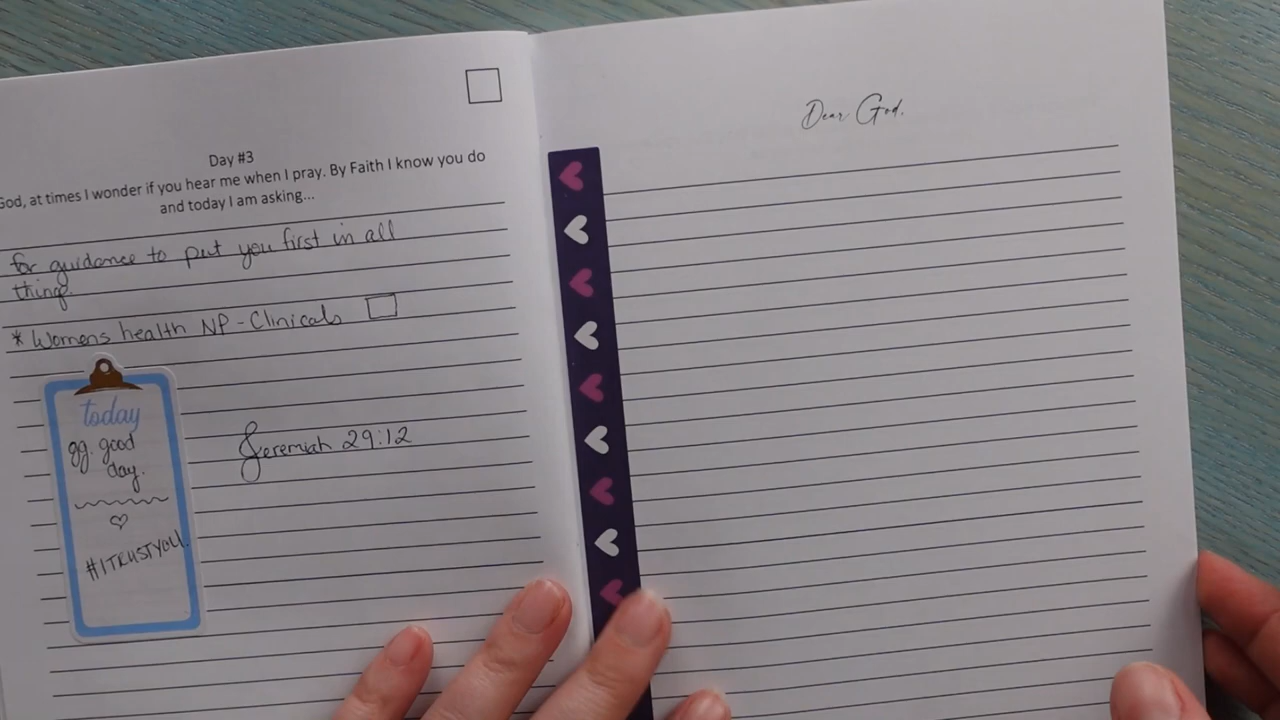 Day #3
God, at times I wonder if you hear me when I pray. By Faith I know you do
and today I am asking...
for guidance to put you first in all
things.
* Womens health NP - Clinicals
today
gg. good
day.
#ITRUSTYOU.
Jeremiah 29:12
Dear God,